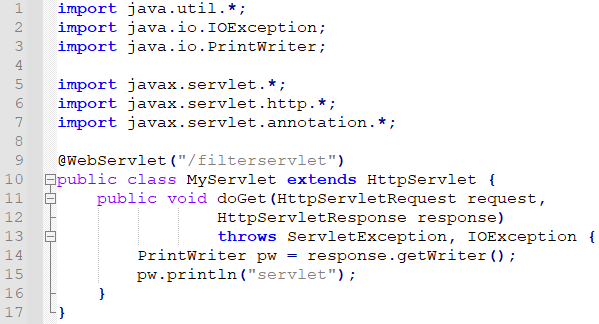 1 import java.util.*;
2 import java.io.IOException;
3 import java.io.PrintWriter;
4
5 import javax.servlet.*;
6 import javax.servlet.http.*;
7 import javax.servlet.annotation.*;
8
9 @WebServlet("/filterservlet")
10 public class MyServlet extends HttpServlet {
11     public void doGet(HttpServletRequest request,
12                 HttpServletResponse response)
13                 throws ServletException, IOException {
14         PrintWriter pw = response.getWriter();
15         pw.println("servlet");
16     }
17 }